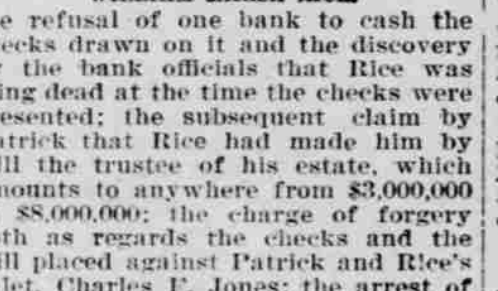 e refusal of one bank to cash the
ecks drawn on it and the discovery
the bank officials that Rice was
ing dead at the time the checks were
esented; the subsequent claim by
atrick that Rice had made him by
ll the trustee of his estate, which
mounts to anywhere from $3,000,000
$8,000,000; the charge of forgery
th as regards the checks and the
ill placed against Patrick and Rice's
let, Charles F. Jones; the arrest of